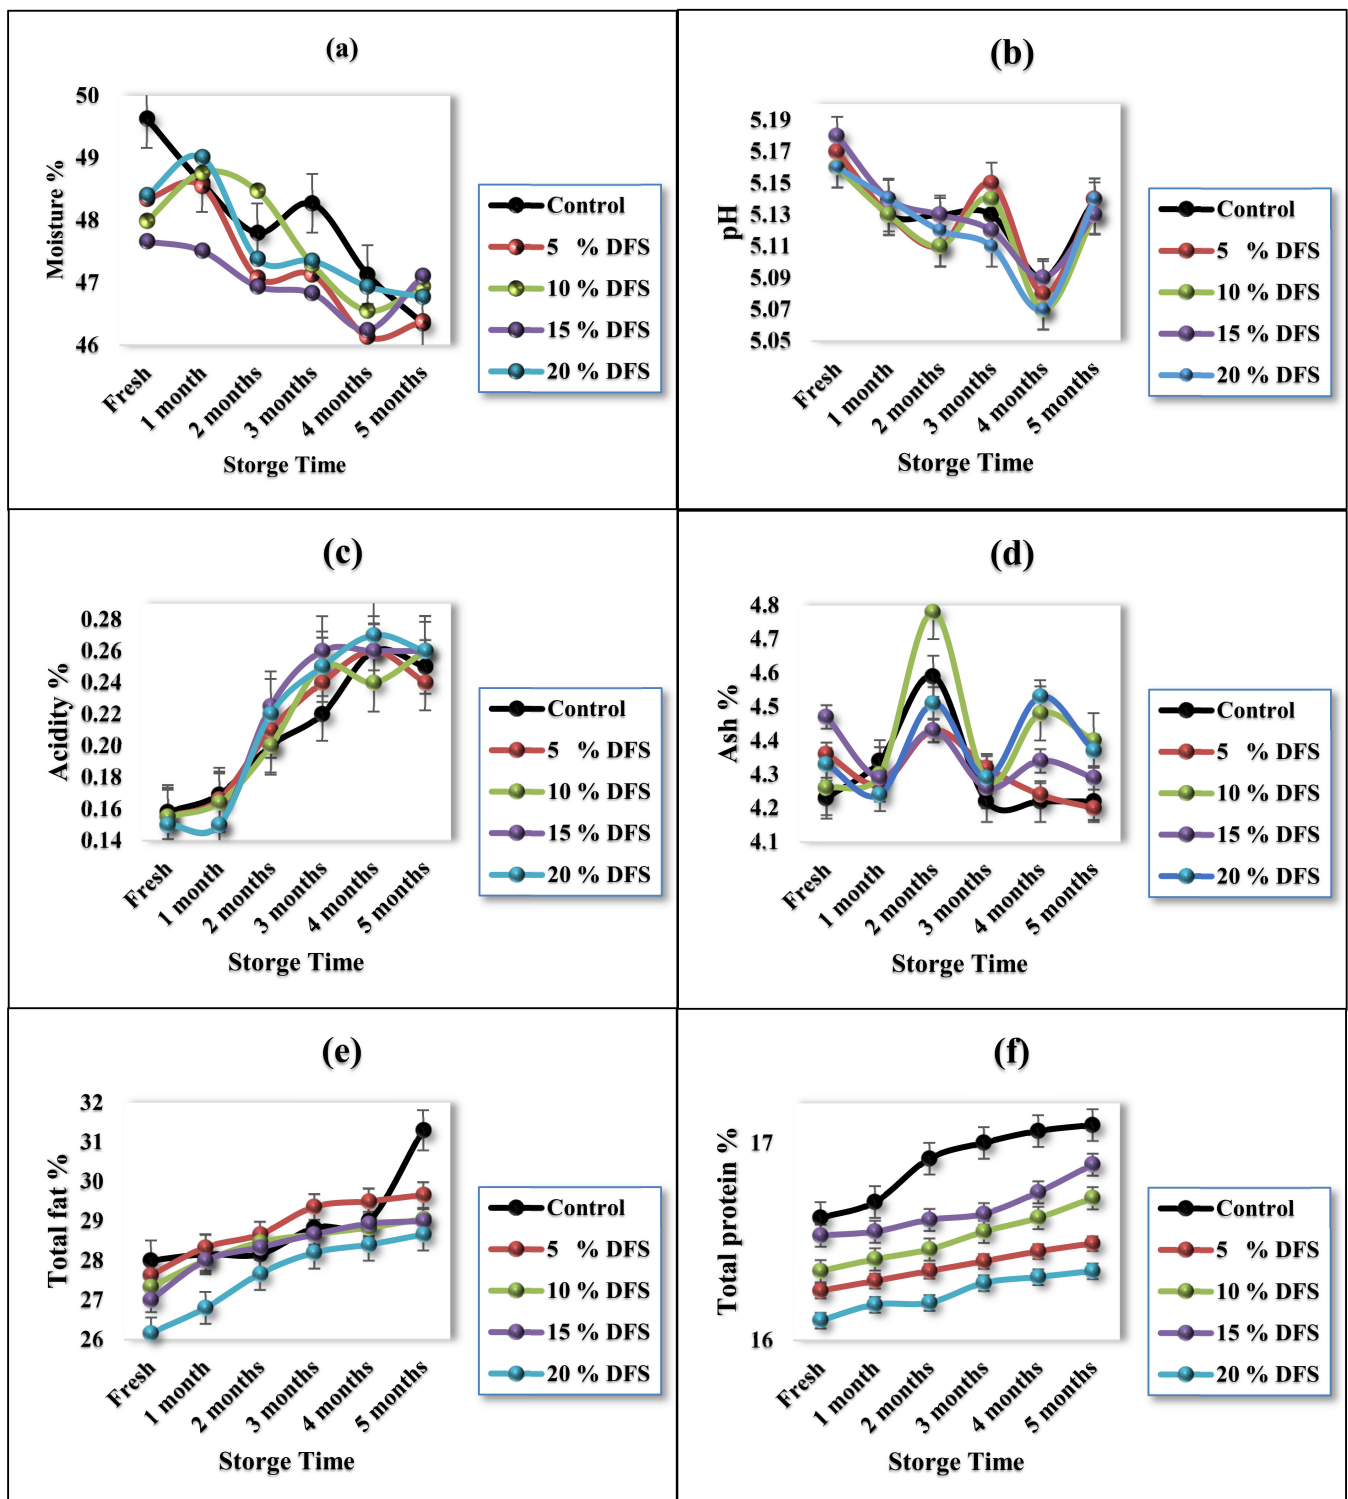 (a)
50
49
48
47
46
Moisture %
Fresh
1 month
2 months
3 months
4 months
5 months
Storge Time
Control
5 % DFS
10 % DFS
15 % DFS
20 % DFS
(b)
5.19
5.17
5.15
5.13
5.11
5.09
5.07
5.05
pH
Fresh
1 month
2 months
3 months
4 months
5 months
Storge Time
Control
5 % DFS
10 % DFS
15 % DFS
20 % DFS
(c)
0.28
0.26
0.24
0.22
0.20
0.18
0.16
0.14
Acidity %
Fresh
1 month
2 months
3 months
4 months
5 months
Storge Time
Control
5 % DFS
10 % DFS
15 % DFS
20 % DFS
(d)
4.8
4.7
4.6
4.5
4.4
4.3
4.2
4.1
Ash %
Fresh
1 month
2 months
3 months
4 months
5 months
Storge Time
Control
5 % DFS
10 % DFS
15 % DFS
20 % DFS
(e)
32
31
30
29
28
27
26
Total fat %
Fresh
1 month
2 months
3 months
4 months
5 months
Storge Time
Control
5 % DFS
10 % DFS
15 % DFS
20 % DFS
(f)
17
16
Total protein %
Fresh
1 month
2 months
3 months
4 months
5 months
Storge Time
Control
5 % DFS
10 % DFS
15 % DFS
20 % DFS